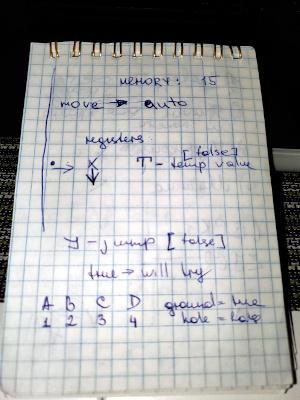 MEMORY: 15
move → auto
registers:
[false]
• → X T - temp value
J - jump [false]
true → will try
A B C D ground = true
1 2 3 4 hole = false